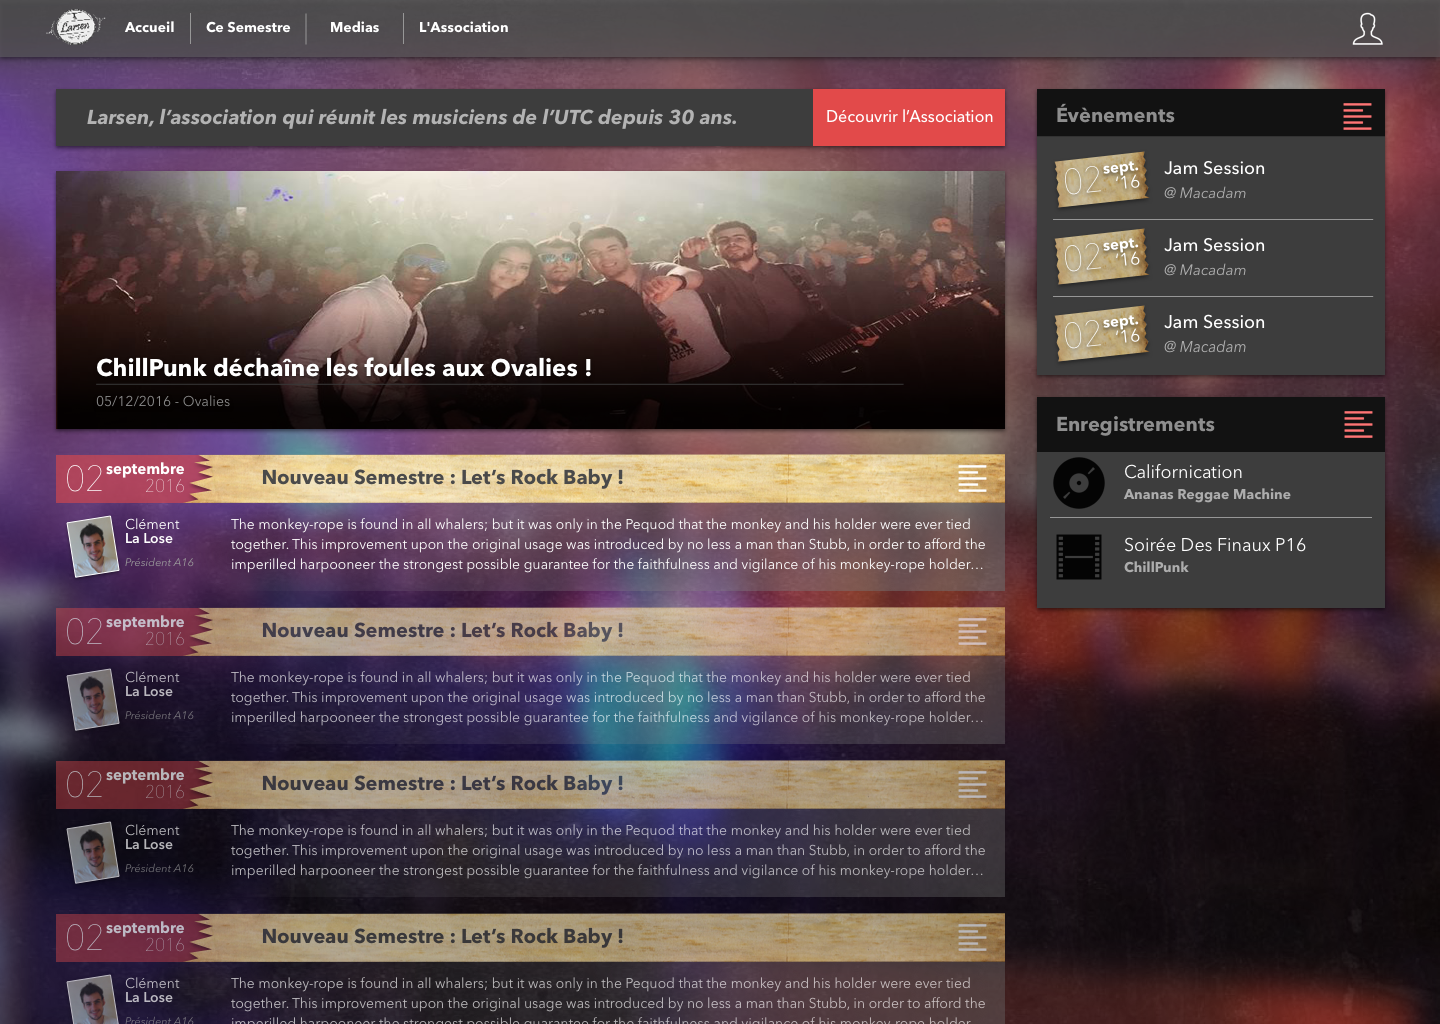 Larsen
Accueil
Ce Semestre
Medias
L'Association
Larsen, l’association qui réunit les musiciens de l’UTC depuis 30 ans.
Découvrir l’Association
ChillPunk déchaîne les foules aux Ovalies !
05/12/2016 - Ovalies
02 septembre
2016
Nouveau Semestre : Let’s Rock Baby !
Clément
La Lose
Président A16
The monkey-rope is found in all whalers; but it was only in the Pequod that the monkey and his holder were ever tied
together. This improvement upon the original usage was introduced by no less a man than Stubb, in order to afford the
imperilled harpooneer the strongest possible guarantee for the faithfulness and vigilance of his monkey-rope holder…
02 septembre
2016
Nouveau Semestre : Let’s Rock Baby !
Clément
La Lose
Président A16
The monkey-rope is found in all whalers; but it was only in the Pequod that the monkey and his holder were ever tied
together. This improvement upon the original usage was introduced by no less a man than Stubb, in order to afford the
imperilled harpooneer the strongest possible guarantee for the faithfulness and vigilance of his monkey-rope holder…
02 septembre
2016
Nouveau Semestre : Let’s Rock Baby !
Clément
La Lose
Président A16
The monkey-rope is found in all whalers; but it was only in the Pequod that the monkey and his holder were ever tied
together. This improvement upon the original usage was introduced by no less a man than Stubb, in order to afford the
imperilled harpooneer the strongest possible guarantee for the faithfulness and vigilance of his monkey-rope holder…
02 septembre
2016
Nouveau Semestre : Let’s Rock Baby !
Clément
La Lose
Président A16
The monkey-rope is found in all whalers; but it was only in the Pequod that the monkey and his holder were ever tied
together. This improvement upon the original usage was introduced by no less a man than Stubb, in order to afford the
imperilled harpooneer the strongest possible guarantee for the faithfulness and vigilance of his monkey-rope holder…
Évènements
02 sept.
‘16
Jam Session
@ Macadam
02 sept.
‘16
Jam Session
@ Macadam
02 sept.
‘16
Jam Session
@ Macadam
Enregistrements
Californication
Ananas Reggae Machine
Soirée Des Finaux P16
ChillPunk